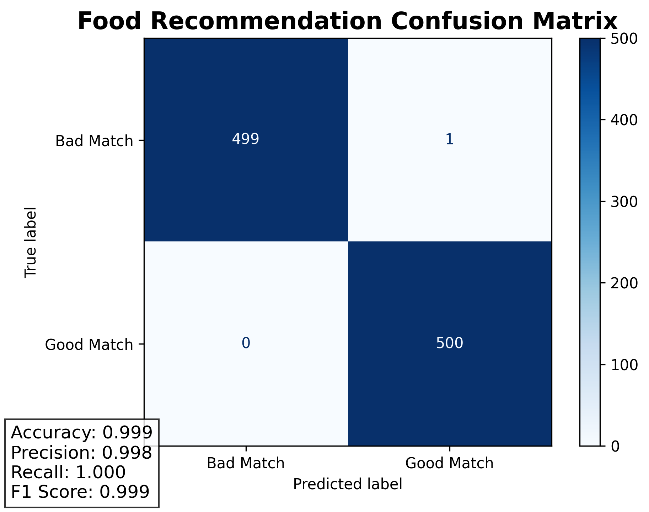 Food Recommendation Confusion Matrix
500
Bad Match
499
1
400
300
True label
200
Good Match
0
500
100
Accuracy: 0.999
Precision: 0.998
Recall: 1.000
F1 Score: 0.999
0
Bad Match
Good Match
Predicted label